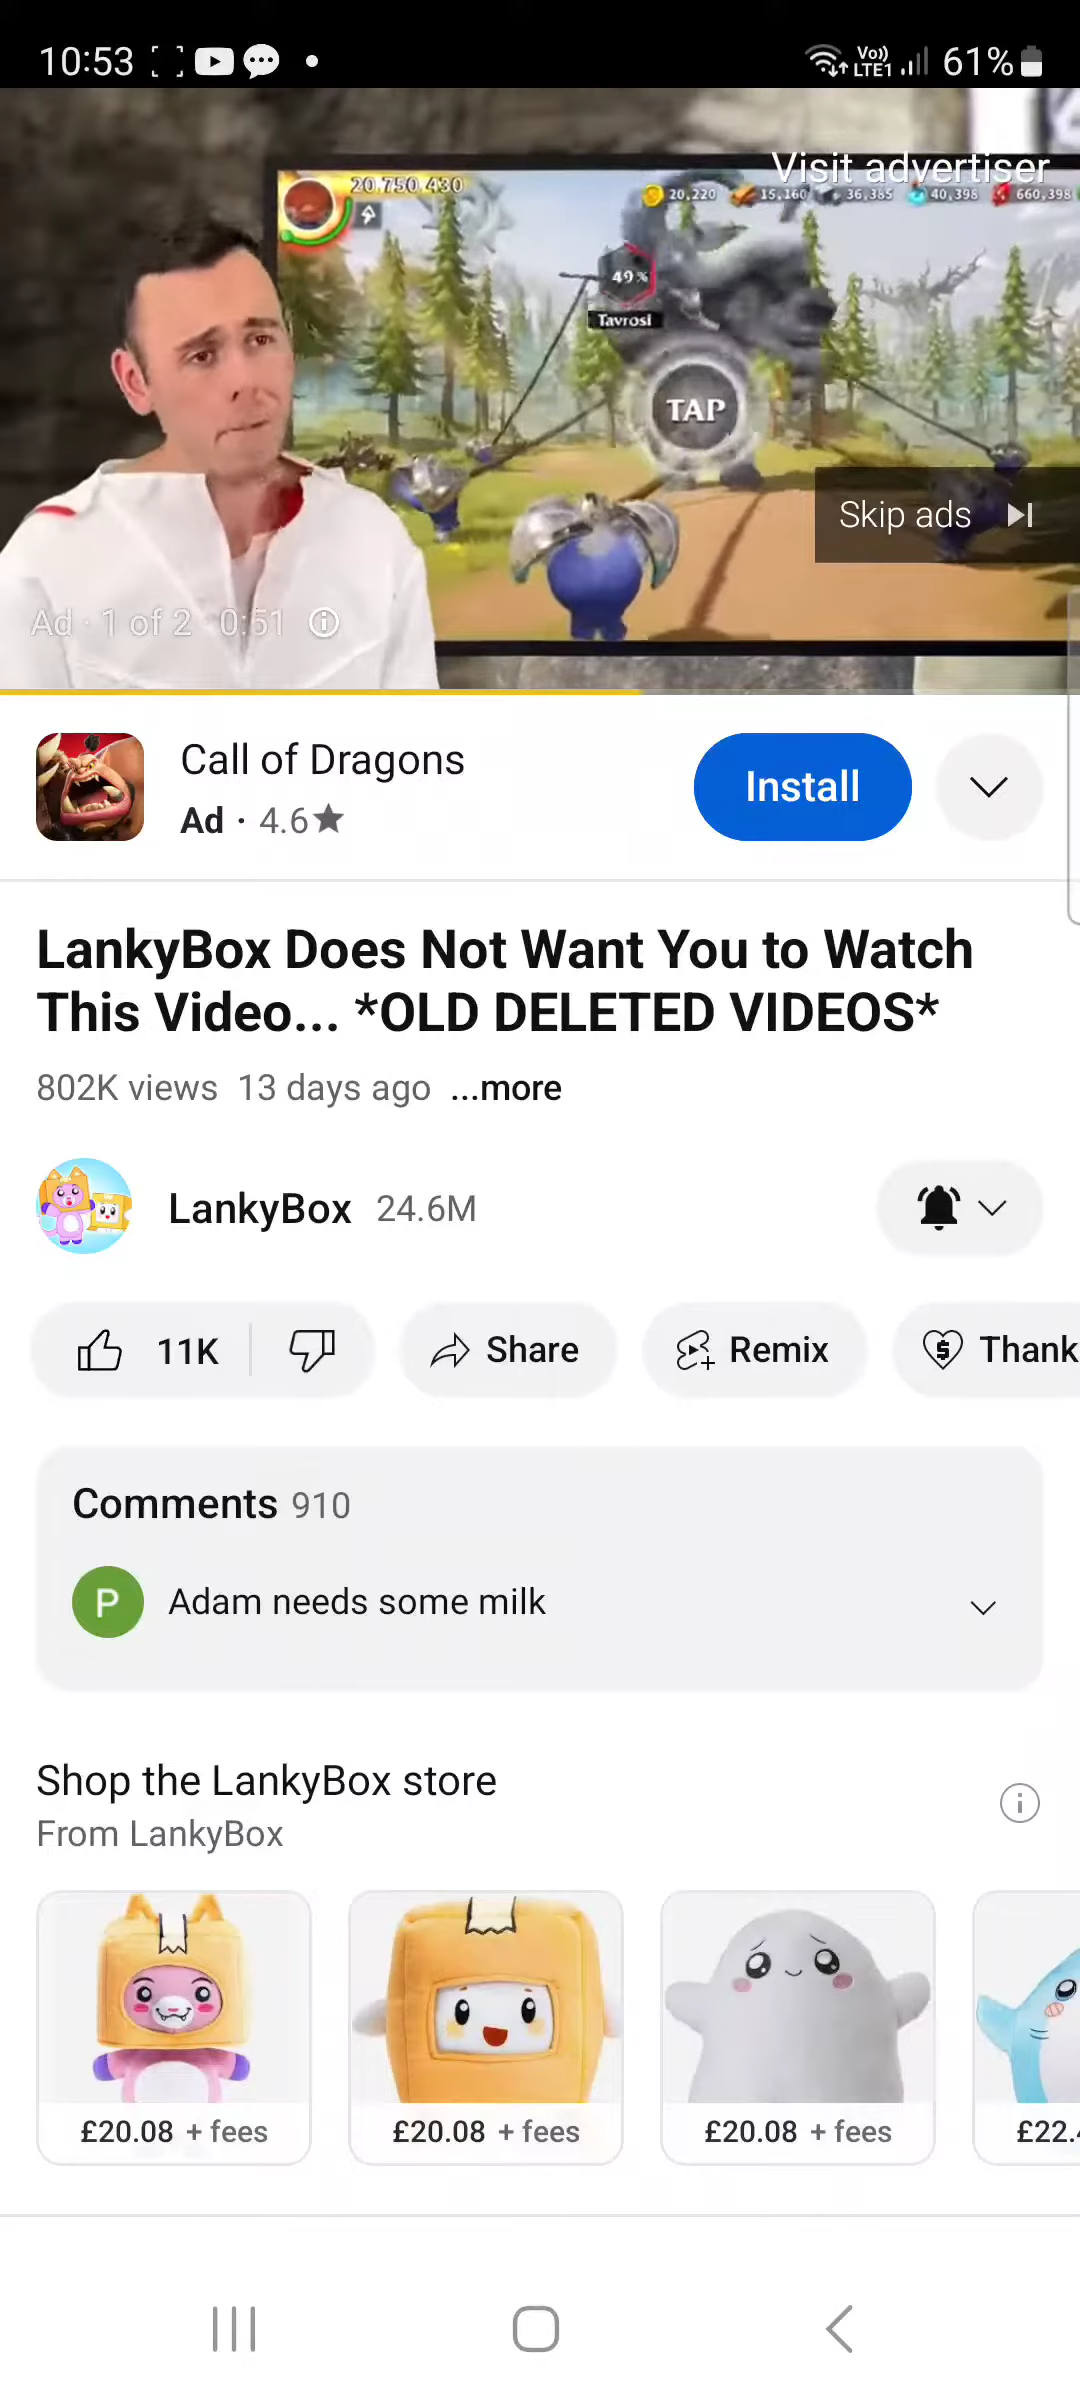 10:53
Vo))
LTE1
61%
Visit advertiser
20,750,430
20,220
15,160
36,385
40,398
660,398
49%
Tavrosi
TAP
Skip ads
Ad · 1 of 2 · 0:51
Call of Dragons
Ad · 4.6★
Install
LankyBox Does Not Want You to Watch
This Video... *OLD DELETED VIDEOS*
802K views 13 days ago ...more
LankyBox 24.6M
11K
Share
Remix
Thank
Comments 910
P
Adam needs some milk
Shop the LankyBox store
From LankyBox
£20.08 + fees
£20.08 + fees
£20.08 + fees
£22.